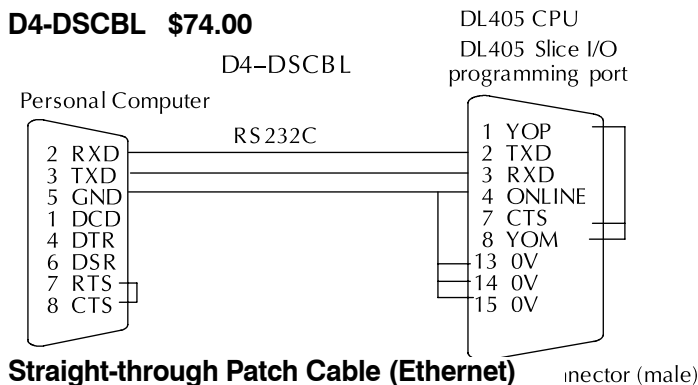 D4-DSCBL $74.00
D4–DSCBL
DL405 CPU
DL405 Slice I/O
programming port
Personal Computer
RS232C
2 RXD
3 TXD
5 GND
1 DCD
4 DTR
6 DSR
7 RTS
8 CTS
1 YOP
2 TXD
3 RXD
4 ONLINE
7 CTS
8 YOM
13 0V
14 0V
15 0V
Straight-through Patch Cable (Ethernet)
(male)